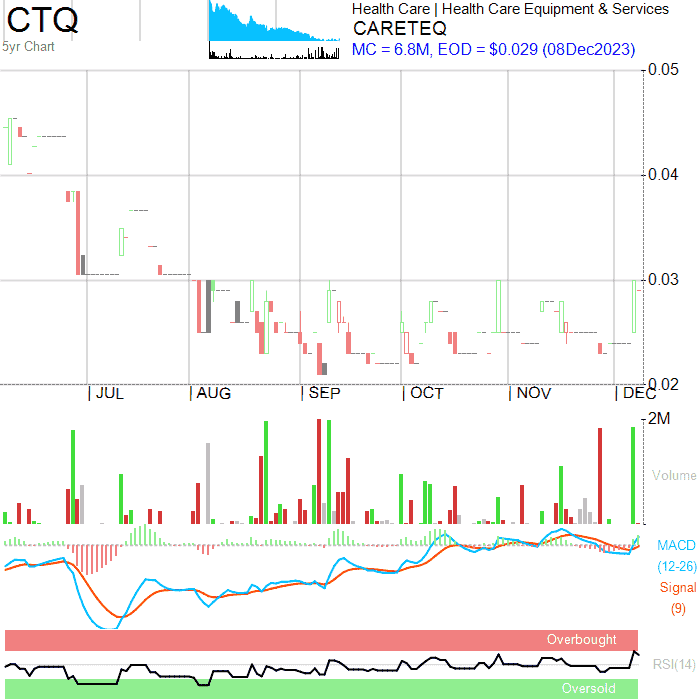 CTQ
5yr Chart
Health Care | Health Care Equipment & Services
CARETEQ
MC = 6.8M, EOD = $0.029 (08Dec2023)
0.05
0.04
0.03
0.02
| JUL | AUG | SEP | OCT | NOV | DEC
2M
Volume
MACD
(12-26)
Signal
(9)
Overbought
RSI(14)
Oversold